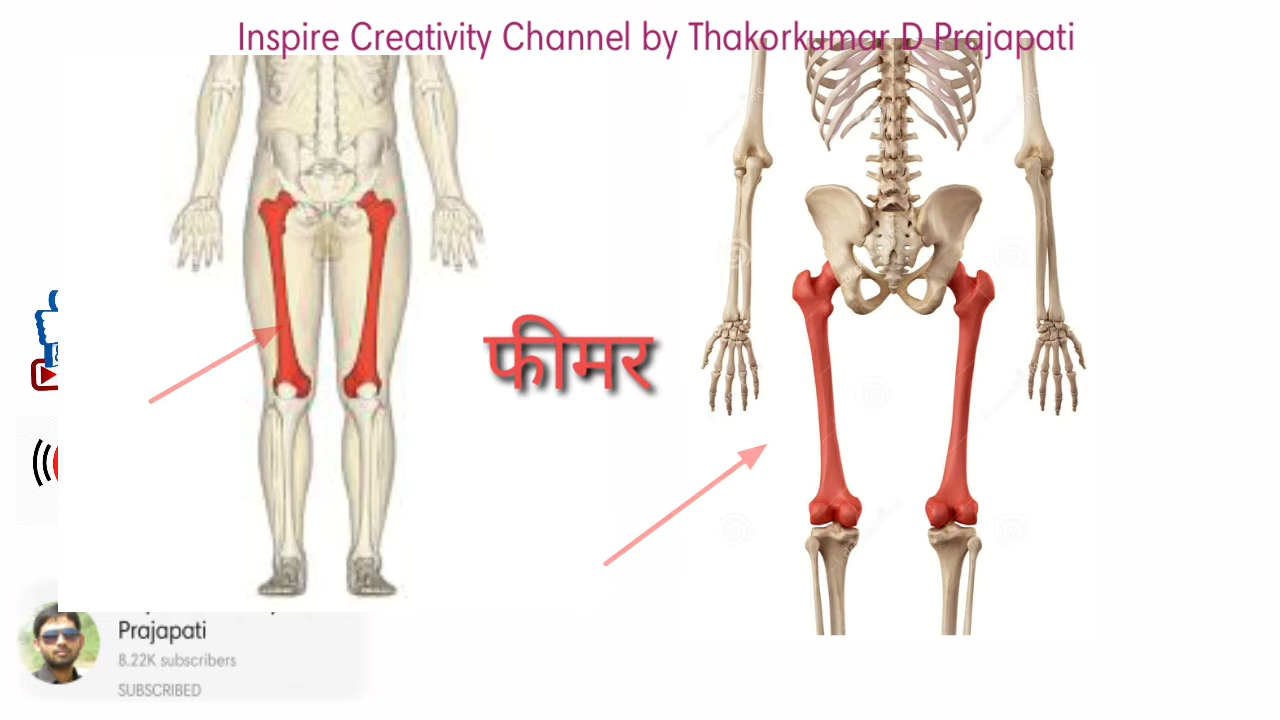 Inspire Creativity Channel by Thakorkumar D Prajapati
फीमर
Prajapati
8.22K subscribers
SUBSCRIBED